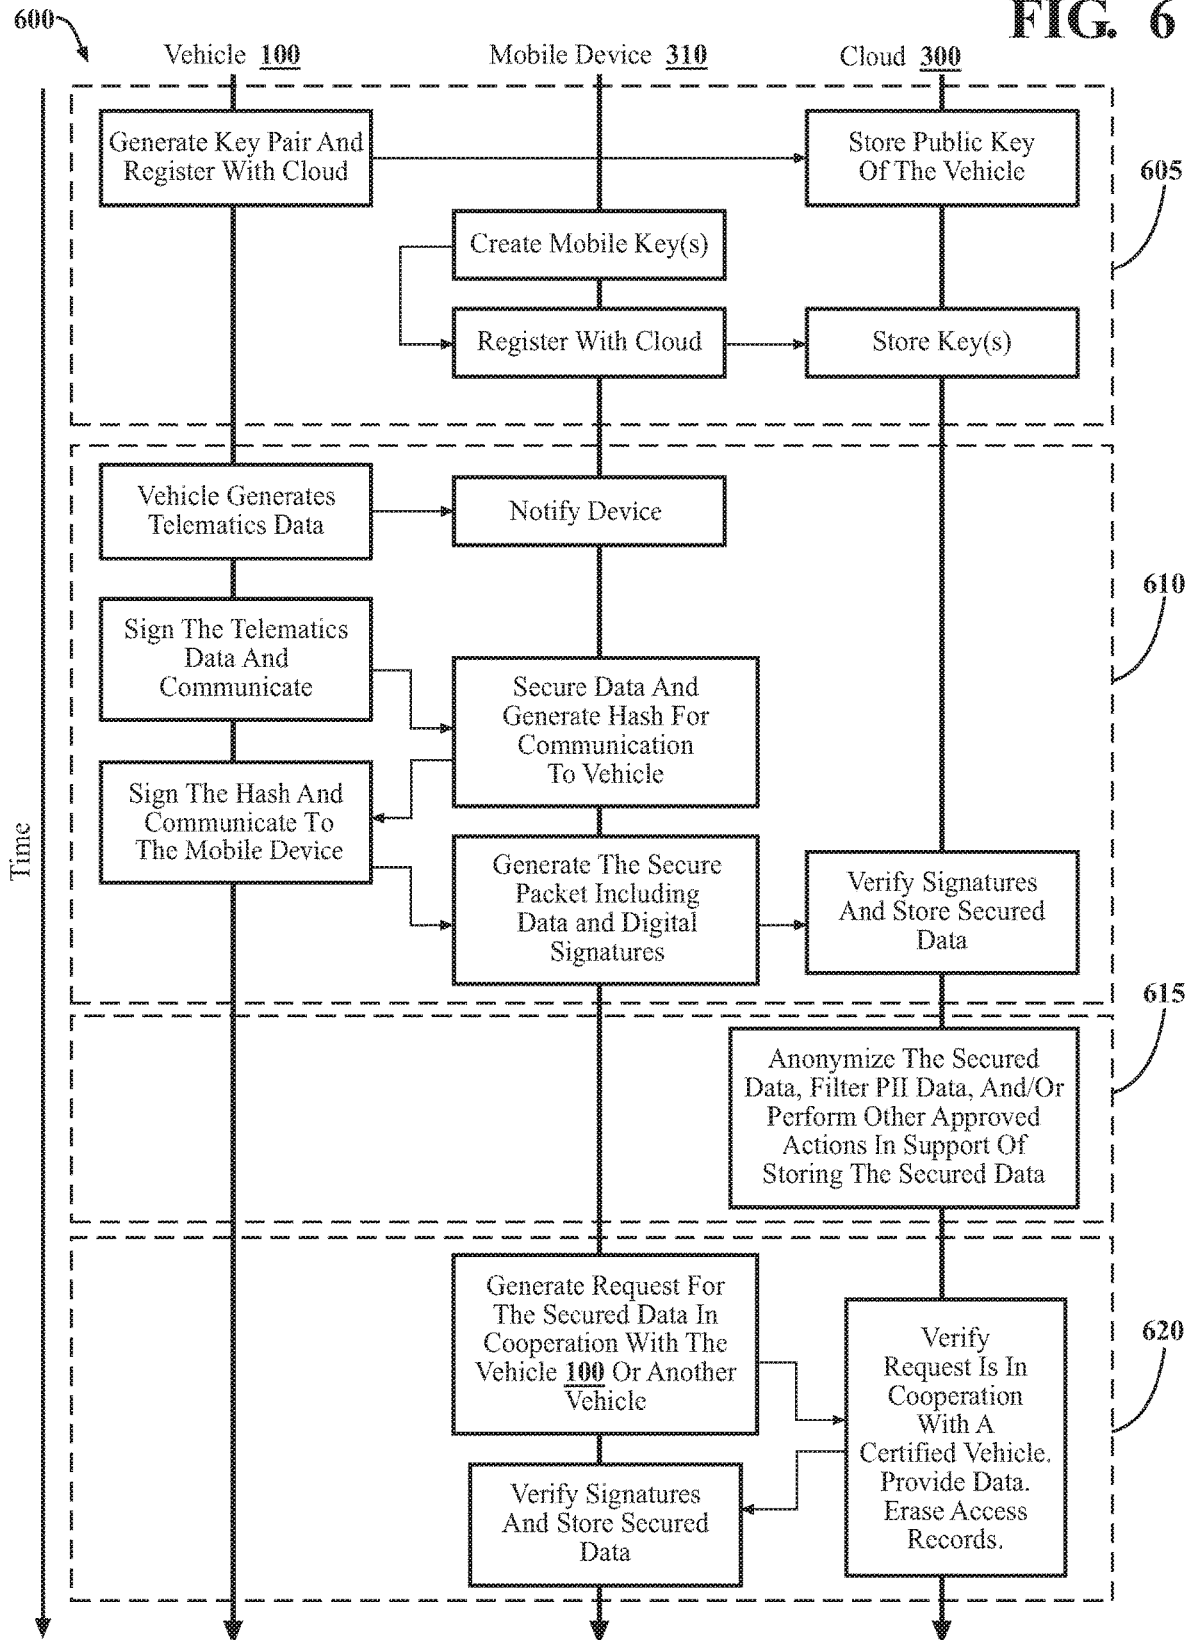 FIG. 6
600
Vehicle 100
Mobile Device 310
Cloud 300
Generate Key Pair And
Register With Cloud
Store Public Key
Of The Vehicle
605
Create Mobile Key(s)
Register With Cloud
Store Key(s)
Vehicle Generates
Telematics Data
Notify Device
610
Sign The Telematics
Data And
Communicate
Secure Data And
Generate Hash For
Communication
To Vehicle
Sign The Hash And
Communicate To
The Mobile Device
Time
Generate The Secure
Packet Including
Data and Digital
Signatures
Verify Signatures
And Store Secured
Data
615
Anonymize The Secured
Data, Filter PII Data, And/Or
Perform Other Approved
Actions In Support Of
Storing The Secured Data
Generate Request For
The Secured Data In
Cooperation With The
Vehicle 100 Or Another
Vehicle
620
Verify
Request Is In
Cooperation
With A
Certified Vehicle.
Provide Data.
Erase Access
Records.
Verify Signatures
And Store Secured
Data